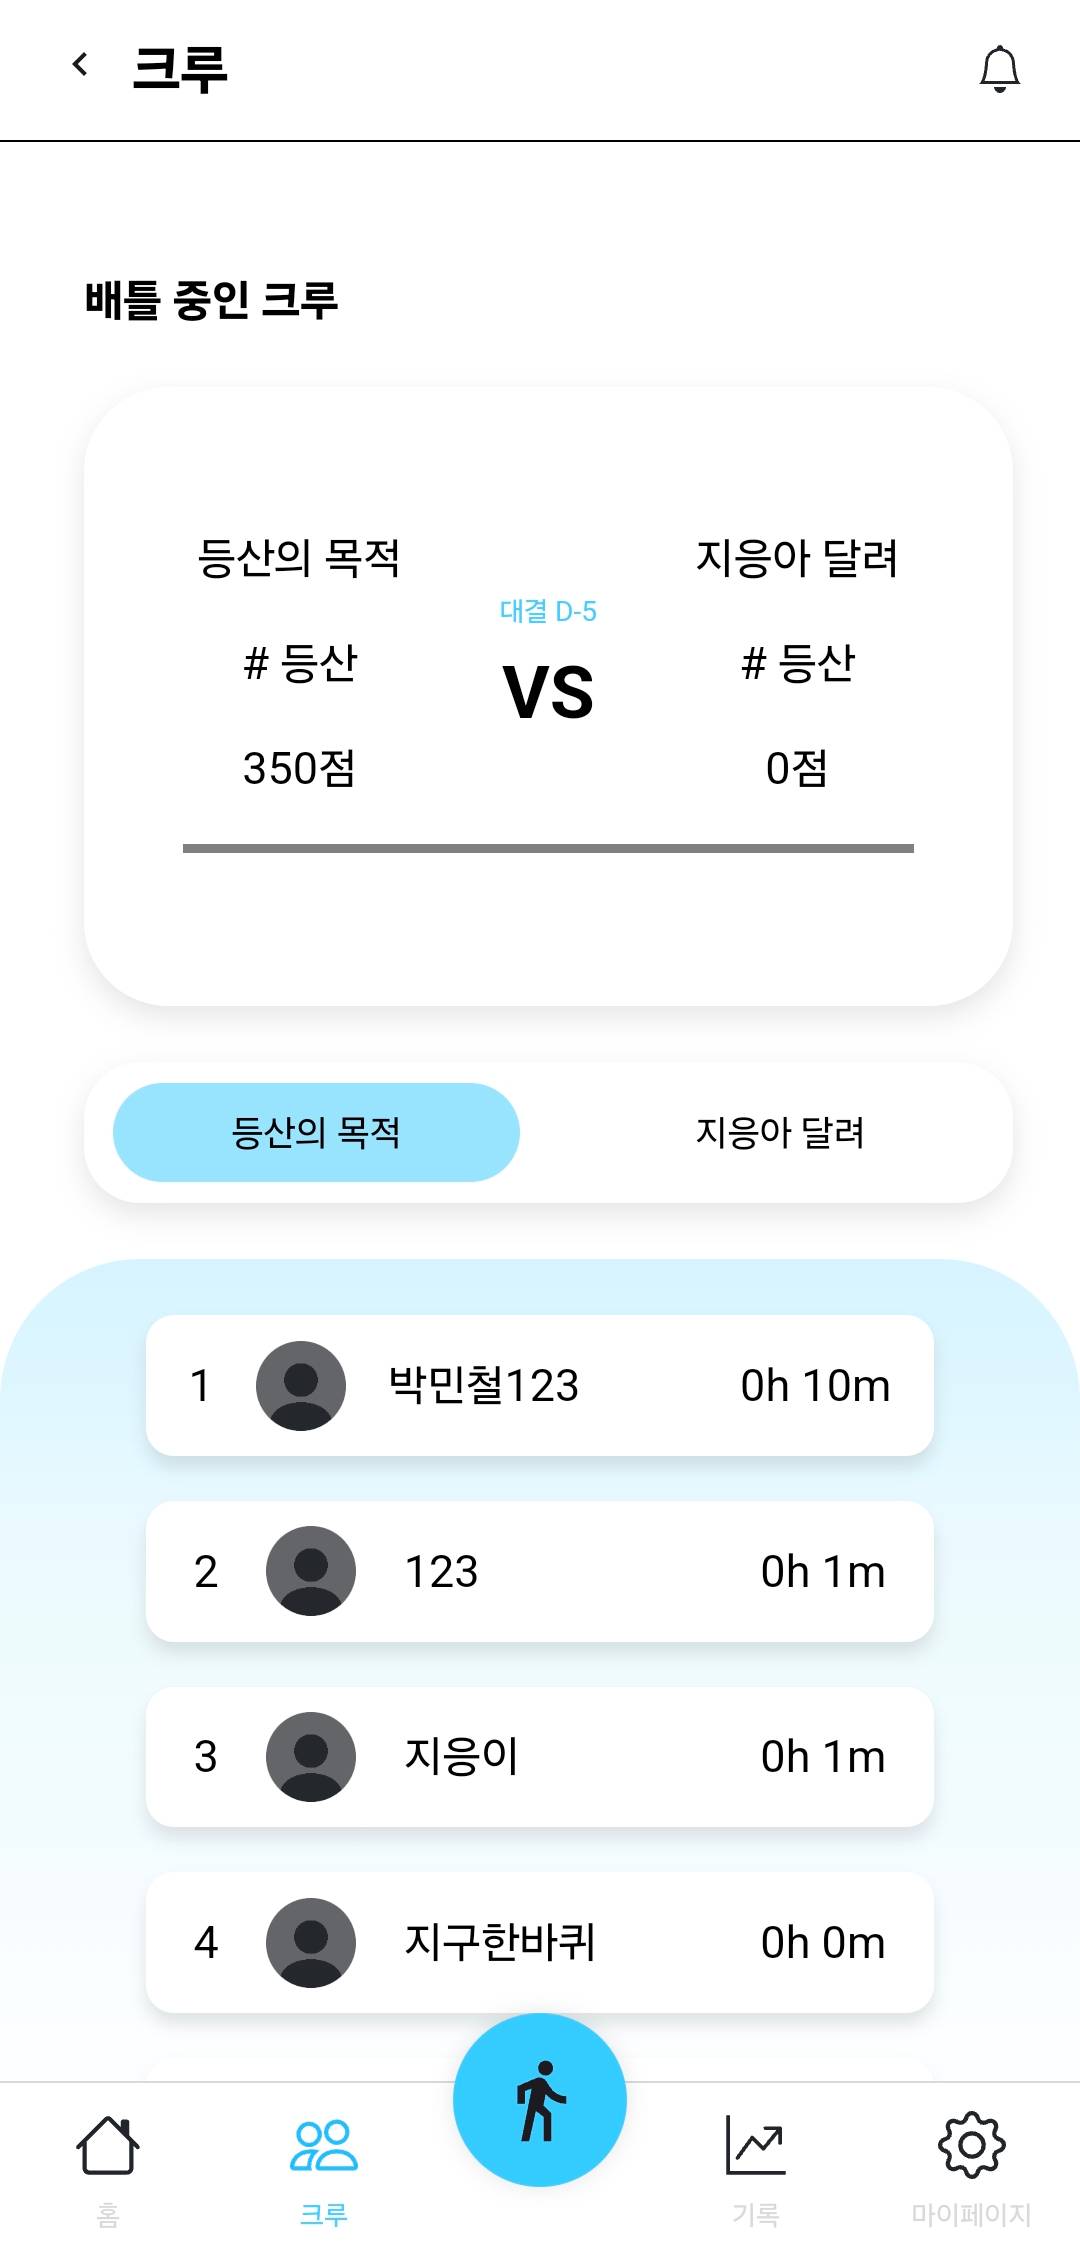 크루
배틀 중인 크루
등산의 목적
지응아 달려
대결 D-5
# 등산
VS
# 등산
350점
0점
등산의 목적
지응아 달려
1 박민철123 0h 10m
2 123 0h 1m
3 지응이 0h 1m
4 지구한바퀴 0h 0m
홈
크루
기록
마이페이지